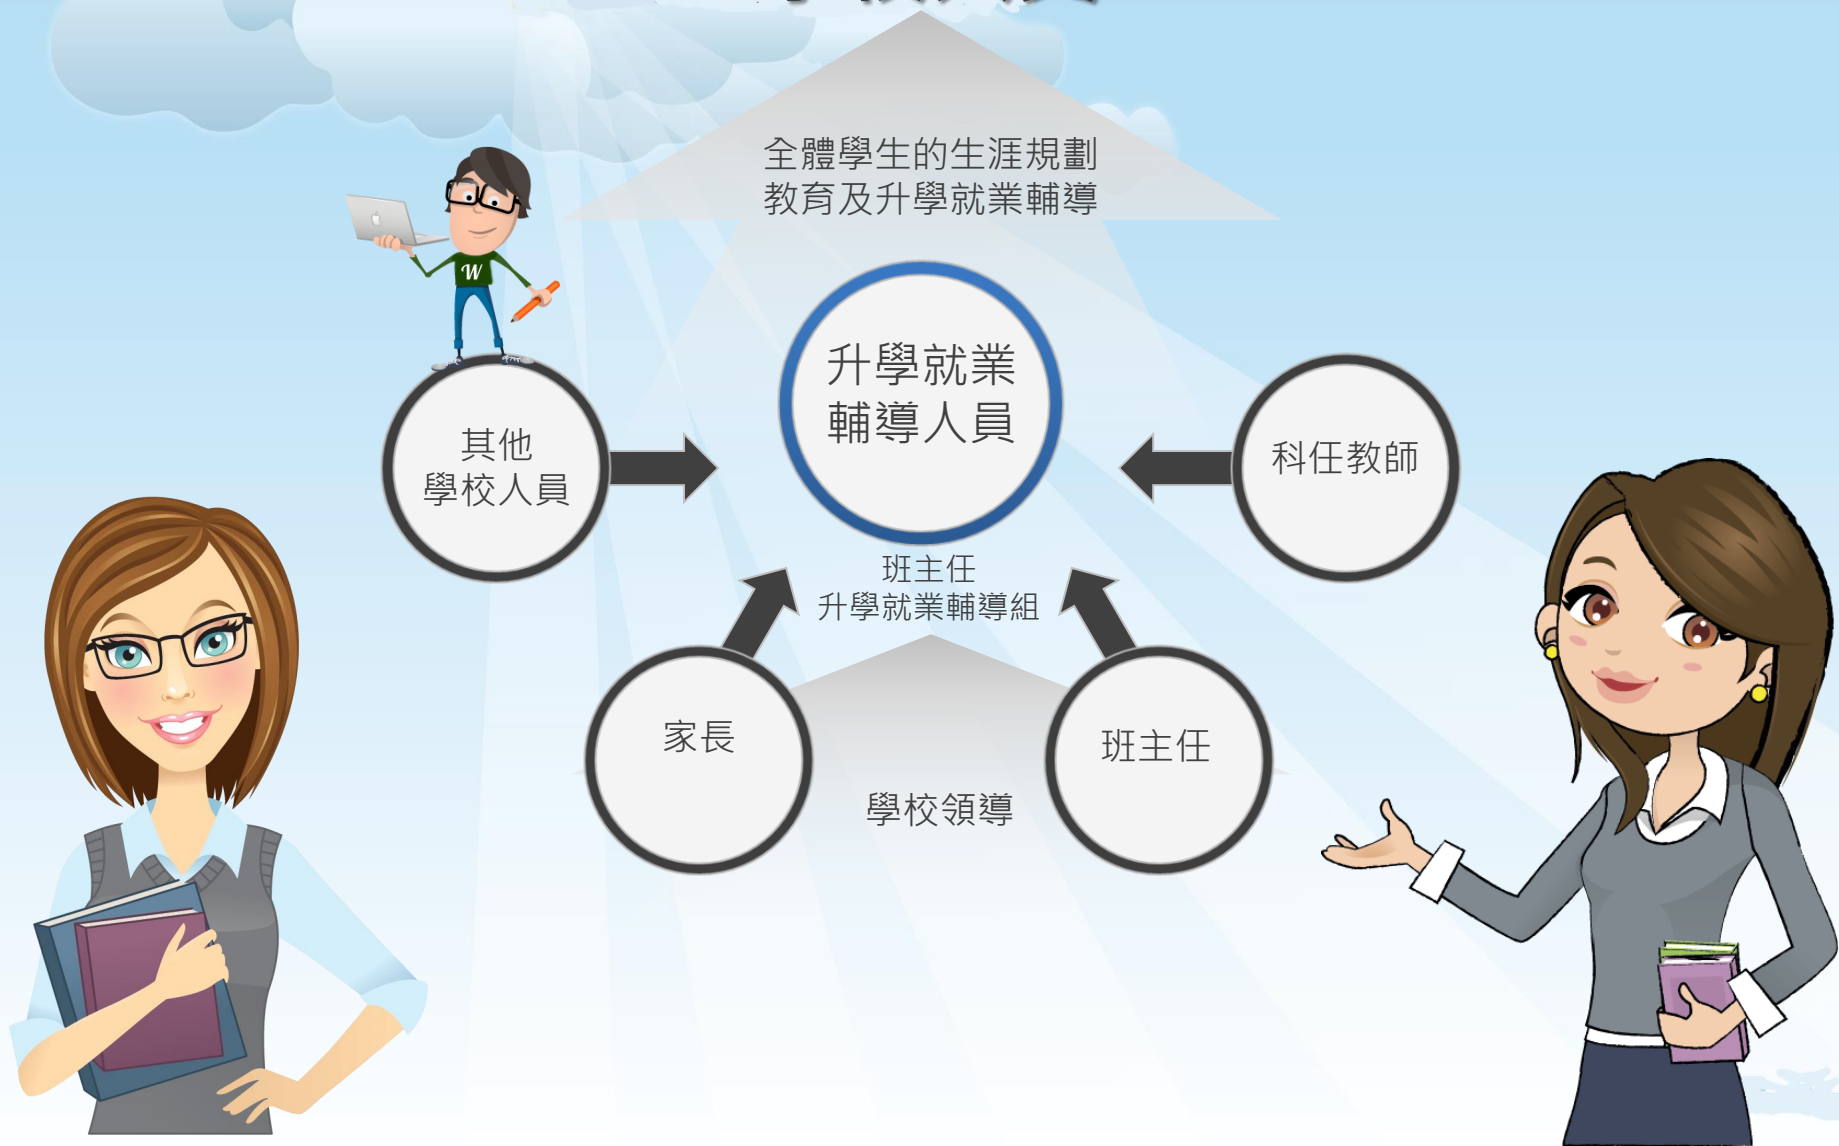 全體學生的生涯規劃
教育及升學就業輔導
W
升學就業
輔導人員
其他
學校人員
科任教師
班主任
升學就業輔導組
家長
班主任
學校領導